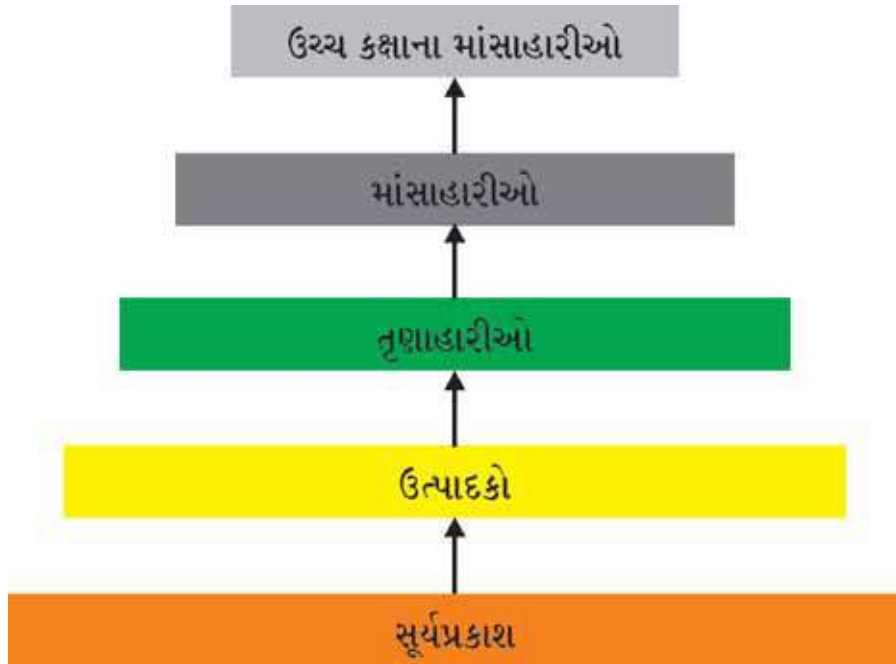 ઉચ્ચ કક્ષાના માંસાહારીઓ
માંસાહારીઓ
તૃણાહારીઓ
ઉત્પાદકો
સૂર્યપ્રકાશ